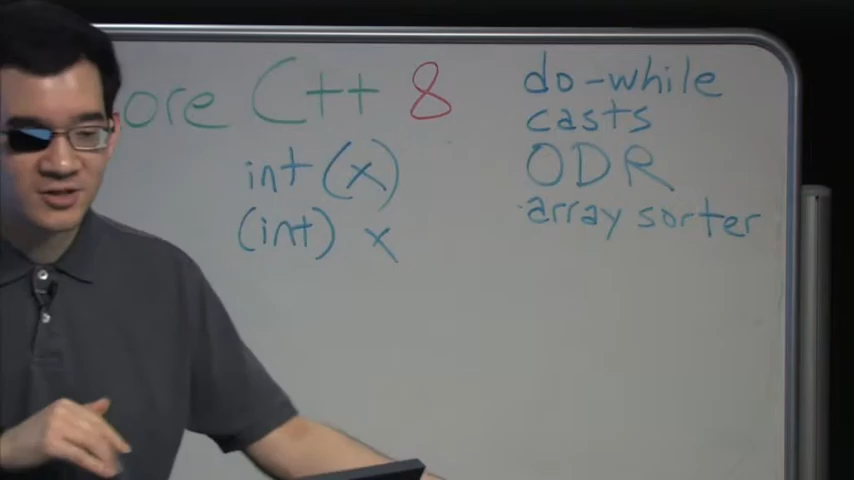 ore C++ 8
int (x)
(int) x
do-while
casts
ODR
array sorter